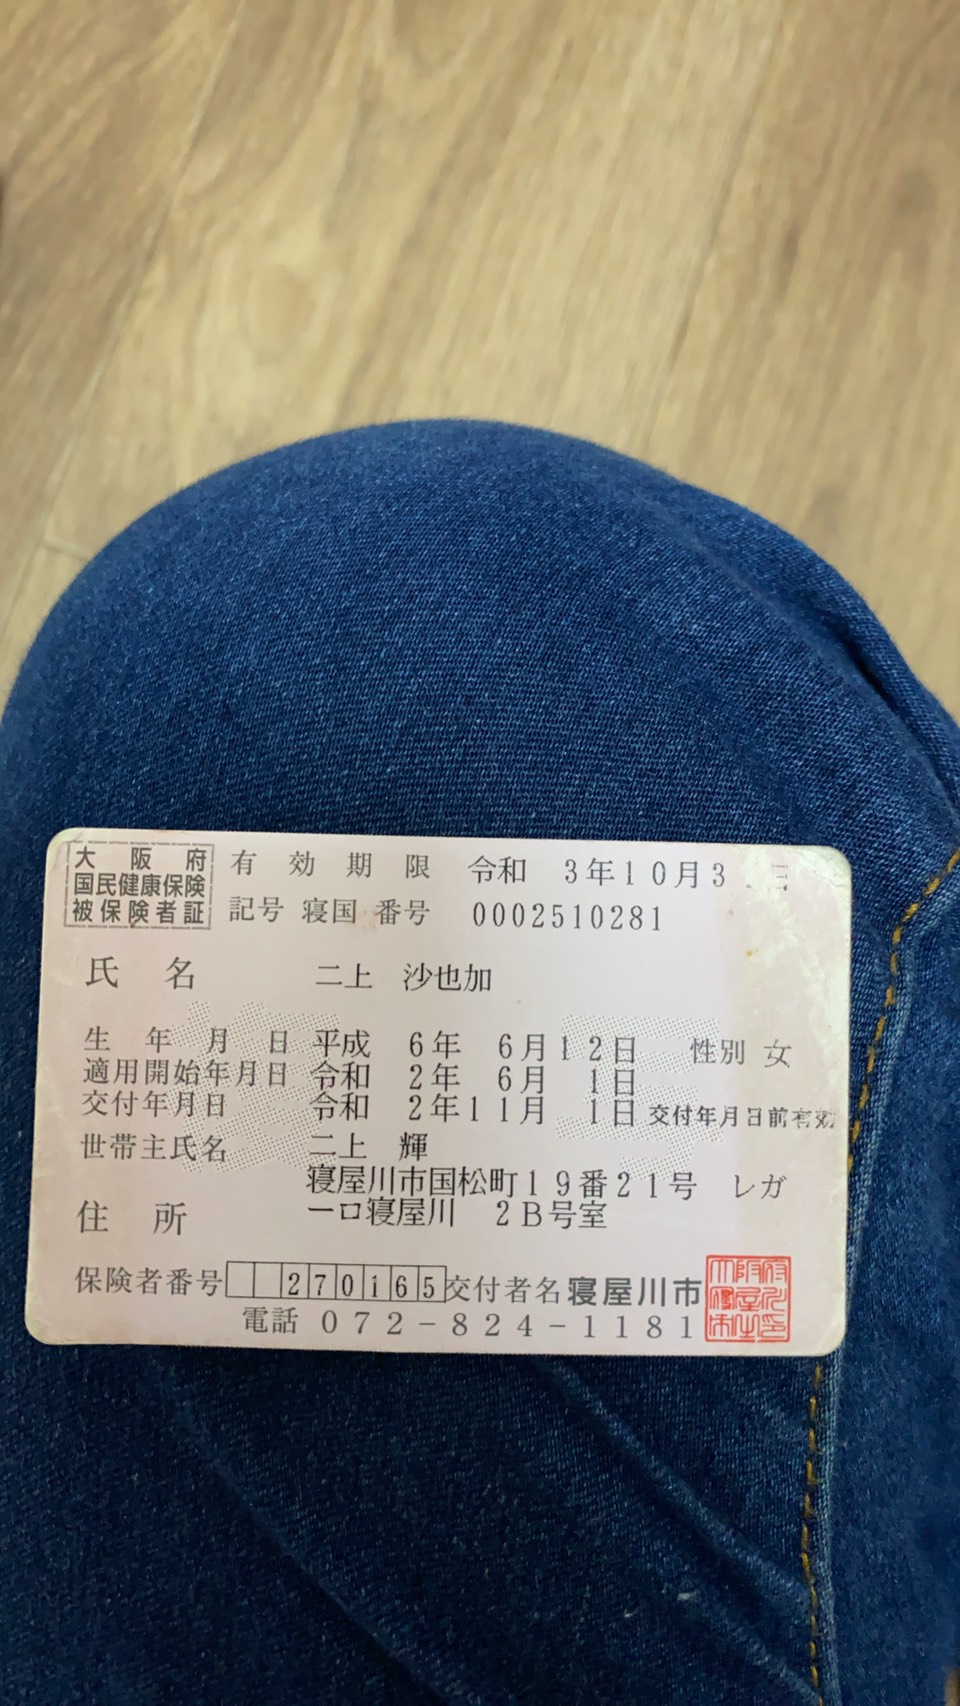 大阪府
国民健康保険
被保険者証
有効期限 令和 3年10月3 日
記号 寝国 番号 0002510281
氏名 二上 沙也加
生年月日 平成 6年 6月12日 性別 女
適用開始年月日 令和 2年 6月 1日
交付年月日 令和 2年11月 1日 交付年月日前有効
世帯主氏名 二上 輝
住所 寝屋川市国松町19番21号 レガ
ーロ寝屋川 2B号室
保険者番号 270165 交付者名 寝屋川市
電話 072-824-1181